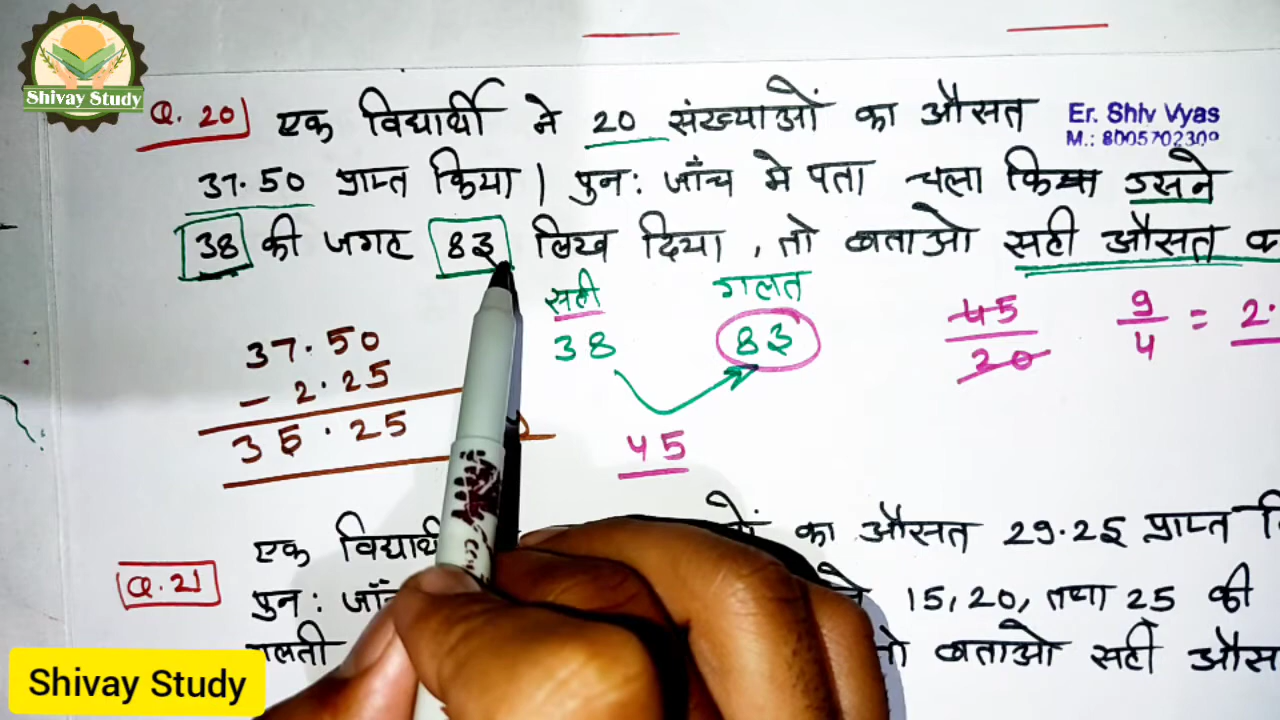 Shivay Study
Q. 20 एक विद्यार्थी ने 20 संख्याओं का औसत
Er. Shiv Vyas
M.: 8005702309
37.50 प्राप्त किया। पुन: जाँच मे पता चला कि उसने
38 की जगह 83 लिख दिया, तो बताओ सही औसत
सही गलत
38 83
45
37.50
- 2.25
35.25
45/20 9/4 = 2.
Q. 21 एक का औसत 29.25 प्राप्त
पुन: 15, 20, तथा 25 की
गलती बताओ सही
Shivay Study